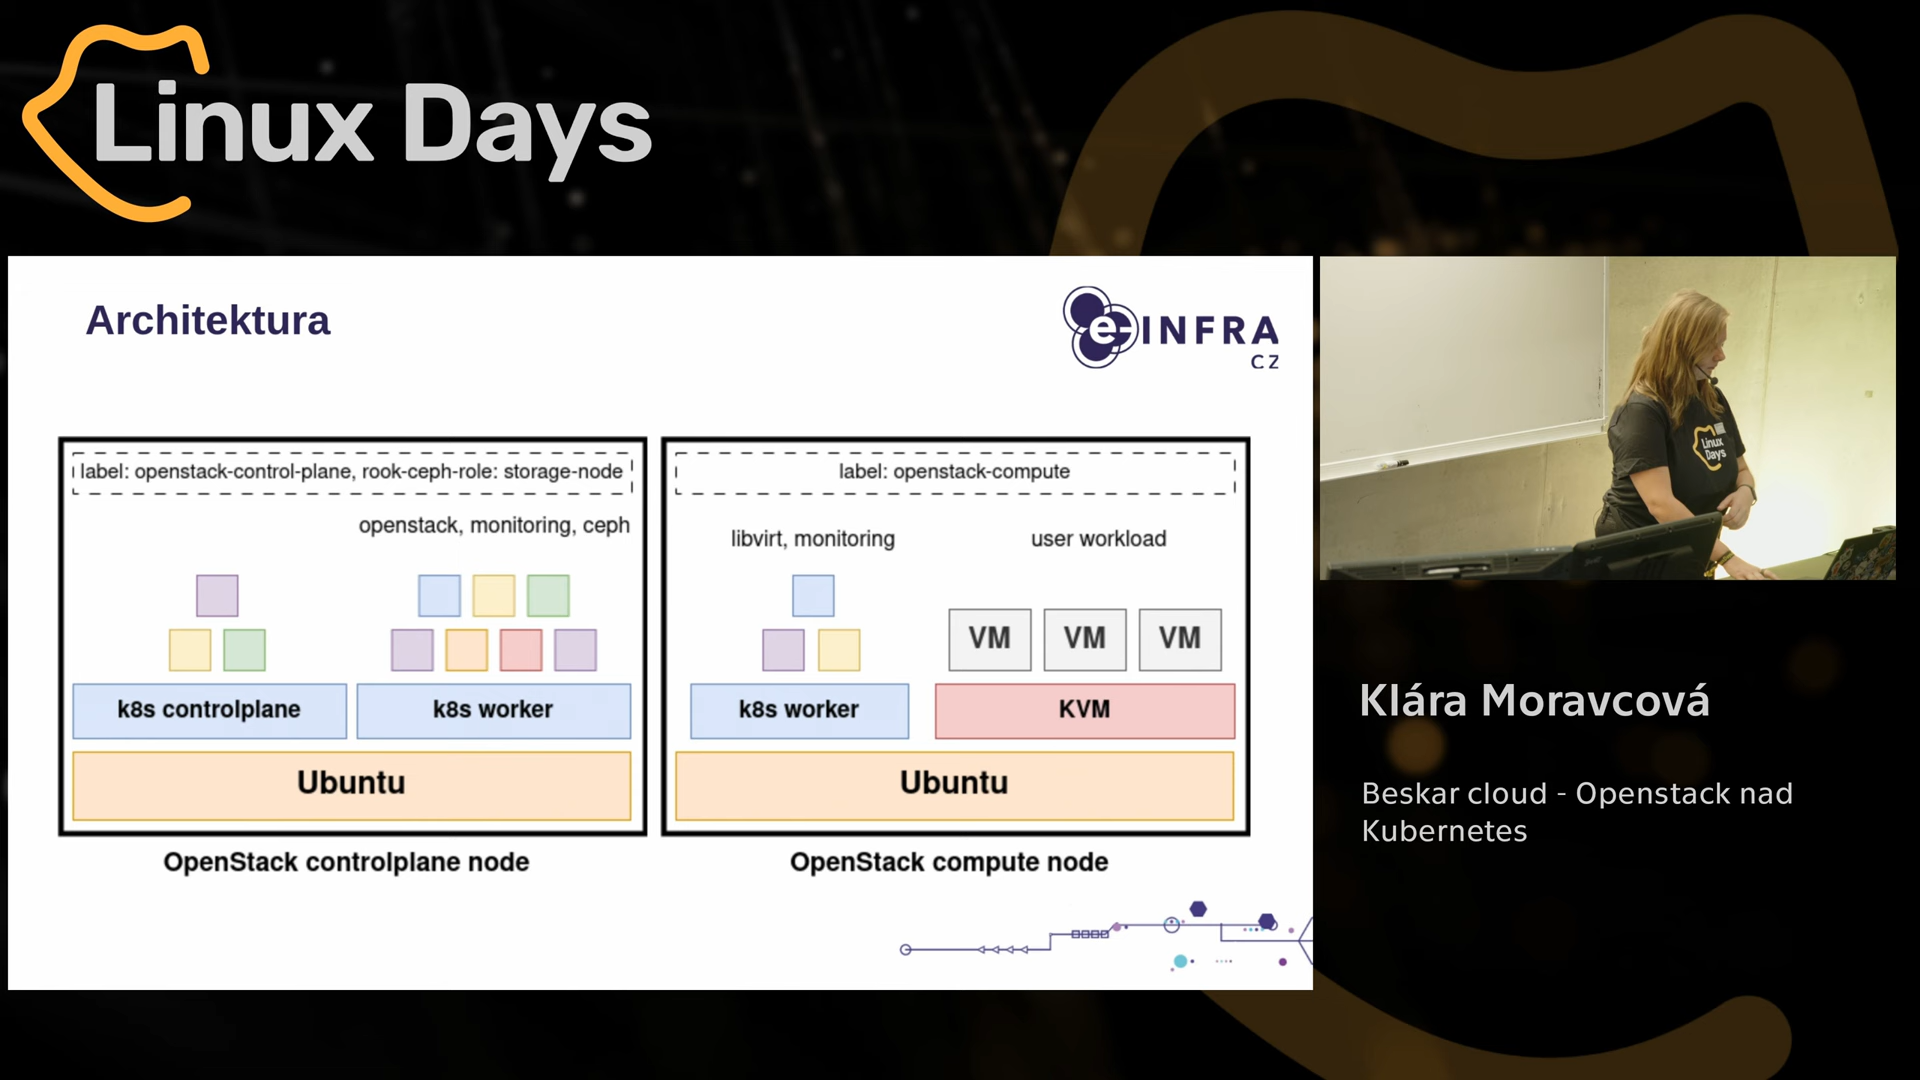 Linux Days
Architektura
e-INFRA
CZ
label: openstack-control-plane, rook-ceph-role: storage-node
openstack, monitoring, ceph
k8s controlplane
k8s worker
Ubuntu
OpenStack controlplane node
label: openstack-compute
libvirt, monitoring
user workload
VM
VM
VM
k8s worker
KVM
Ubuntu
OpenStack compute node
Linux
Days
Klára Moravcová
Beskar cloud - Openstack nad
Kubernetes